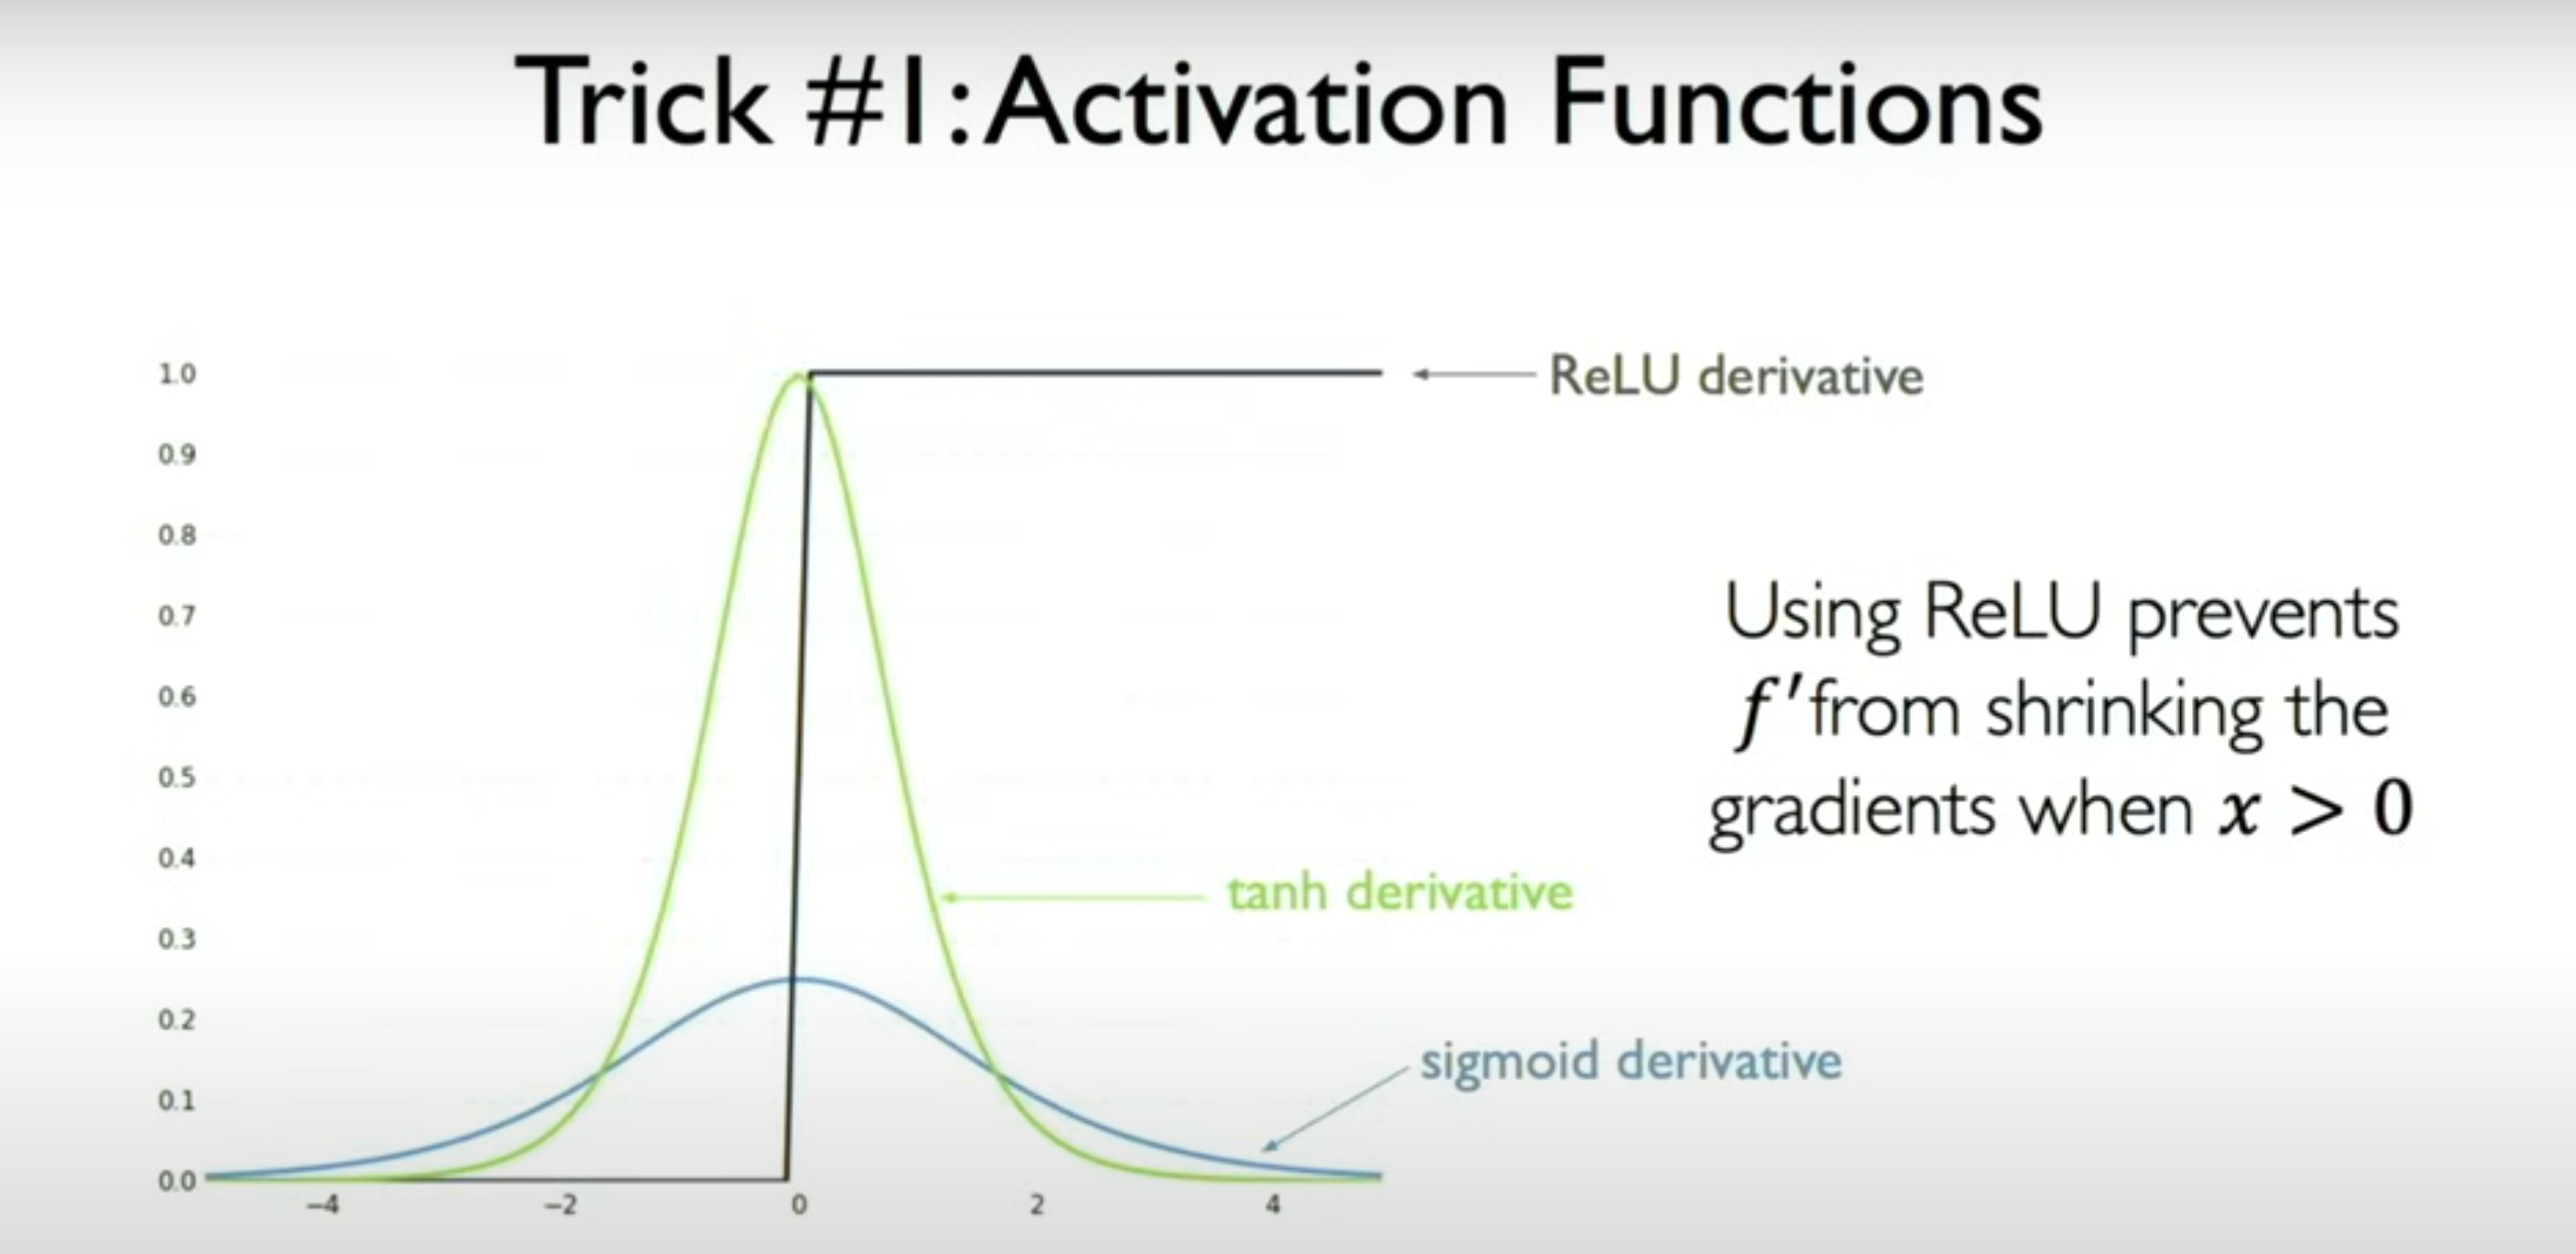 Trick #1: Activation Functions
1.0
ReLU derivative
0.9
0.8
0.7
0.6
0.5
0.4
0.3
0.2
0.1
0.0
Using ReLU prevents
f′ from shrinking the
gradients when x > 0
tanh derivative
sigmoid derivative
−4 −2 0 2 4